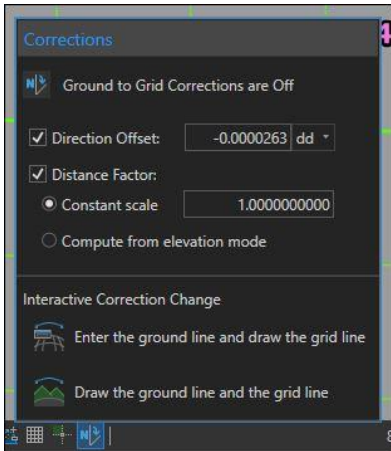 Corrections
Ground to Grid Corrections are Off
Direction Offset: -0.0000263 dd
Distance Factor:
Constant scale 1.0000000000
Compute from elevation mode
Interactive Correction Change
Enter the ground line and draw the grid line
Draw the ground line and the grid line